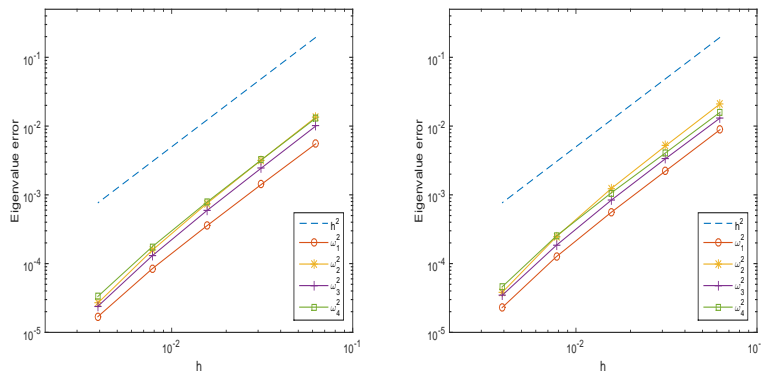 10^-1
10^-2
10^-3
10^-4
10^-5
Eigenvalue error
10^-2
10^-1
h
h^2
ω_1^2
ω_2^2
ω_3^2
ω_4^2
10^-1
10^-2
10^-3
10^-4
10^-5
Eigenvalue error
10^-2
10^-
h
h^2
ω_1^2
ω_2^2
ω_3^2
ω_4^2